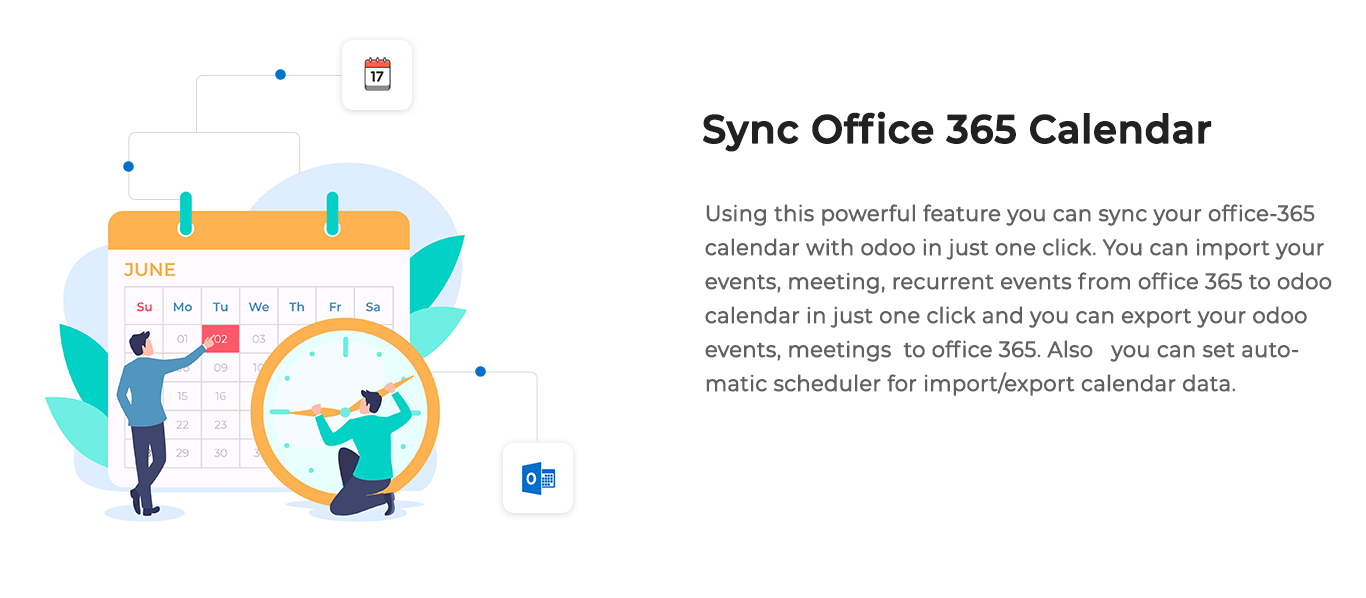 17
Sync Office 365 Calendar
Using this powerful feature you can sync your office-365
calendar with odoo in just one click. You can import your
events, meeting, recurrent events from office 365 to odoo
calendar in just one click and you can export your odoo
events, meetings  to office 365. Also   you can set auto-
matic scheduler for import/export calendar data.
JUNE
Su Mo Tu We Th Fr Sa
01 02 03
09 10
15 16
22 23
29 30
O